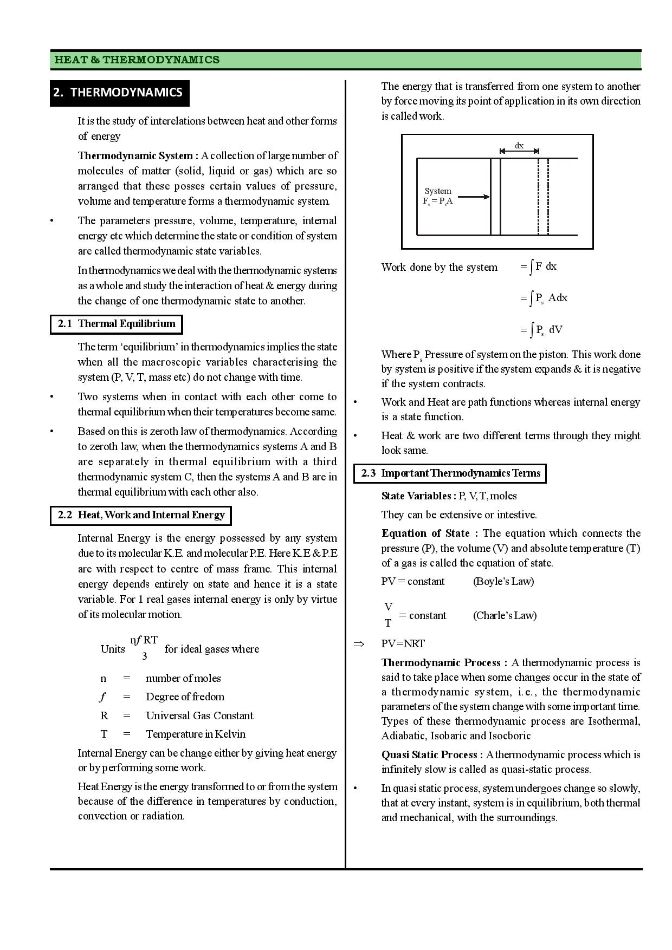 HEAT & THERMODYNAMICS
2. THERMODYNAMICS
It is the study of interelations between heat and other forms
of energy
Thermodynamic System : A collection of large number of
molecules of matter (solid, liquid or gas) which are so
arranged that these posses certain values of pressure,
volume and temperature forms a thermodynamic system.
• The parameters pressure, volume, temperature, internal
energy etc which determine the state or condition of system
are called thermodynamic state variables.
In thermodynamics we deal with the thermodynamic systems
as a whole and study the interaction of heat & energy during
the change of one thermodynamic state to another.
2.1 Thermal Equilibrium
The term 'equilibrium' in thermodynamics implies the state
when all the macroscopic variables characterising the
system (P, V, T, mass etc) do not change with time.
• Two systems when in contact with each other come to
thermal equilibrium when their temperatures become same.
• Based on this is zeroth law of thermodynamics. According
to zeroth law, when the thermodynamics systems A and B
are separately in thermal equilibrium with a third
thermodynamic system C, then the systems A and B are in
thermal equilibrium with each other also.
2.2 Heat, Work and Internal Energy
Internal Energy is the energy possessed by any system
due to its molecular K.E. and molecular P.E. Here K.E & P.E
are with respect to centre of mass frame. This internal
energy depends entirely on state and hence it is a state
variable. For 1 real gases internal energy is only by virtue
of its molecular motion.
Units nf RT / 3 for ideal gases where
n = number of moles
f = Degree of fredom
R = Universal Gas Constant
T = Temperature in Kelvin
Internal Energy can be change either by giving heat energy
or by performing some work.
Heat Energy is the energy transformed to or from the system
because of the difference in temperatures by conduction,
convection or radiation.
The energy that is transferred from one system to another
by force moving its point of application in its own direction
is called work.
dx
System
Fs = PsA
Work done by the system = ∫ F dx
= ∫ Ps Adx
= ∫ Ps dV
Where Ps Pressure of system on the piston. This work done
by system is positive if the system expands & it is negative
if the system contracts.
• Work and Heat are path functions whereas internal energy
is a state function.
• Heat & work are two different terms through they might
look same.
2.3 Important Thermodynamics Terms
State Variables : P, V, T, moles
They can be extensive or intestive.
Equation of State : The equation which connects the
pressure (P), the volume (V) and absolute temperature (T)
of a gas is called the equation of state.
PV = constant (Boyle's Law)
V / T = constant (Charle's Law)
⇒ PV=NRT
Thermodynamic Process : A thermodynamic process is
said to take place when some changes occur in the state of
a thermodynamic system, i.e., the thermodynamic
parameters of the system change with some important time.
Types of these thermodynamic process are Isothermal,
Adiabatic, Isobaric and Isocboric
Quasi Static Process : A thermodynamic process which is
infinitely slow is called as quasi-static process.
• In quasi static process, system undergoes change so slowly,
that at every instant, system is in equilibrium, both thermal
and mechanical, with the surroundings.